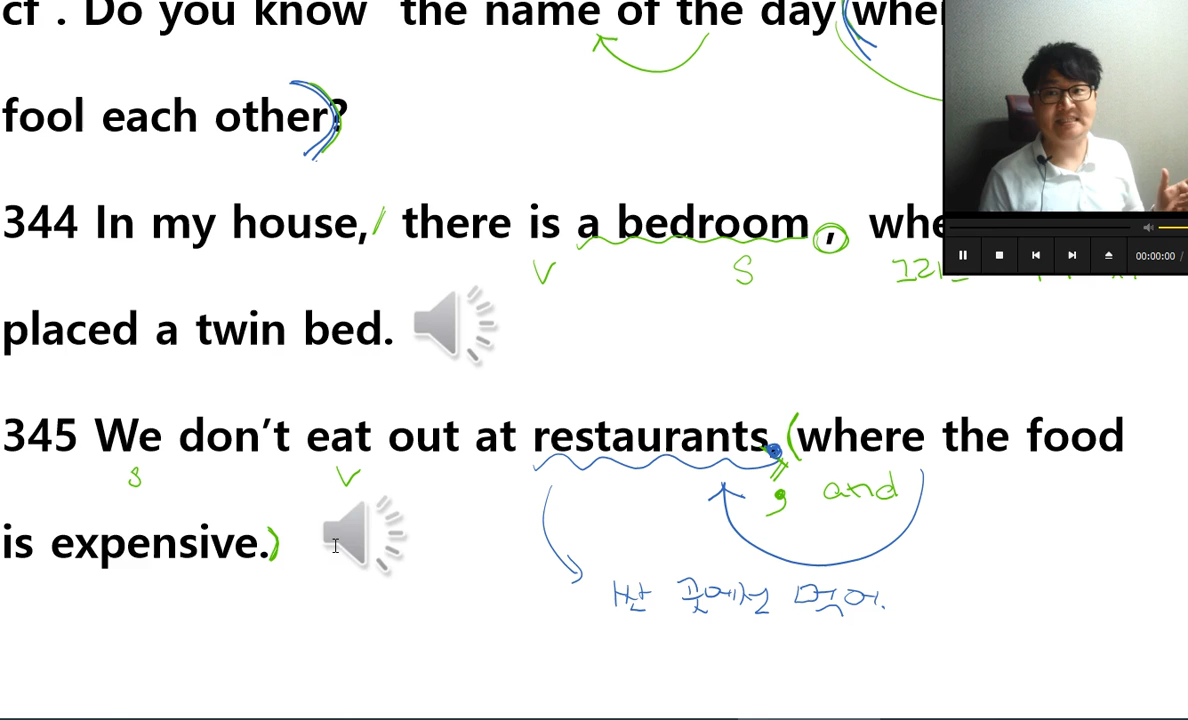 cf . Do you know the name of the day (whe
fool each other)?
344 In my house, / there is a bedroom , whe
V S
00:00:00 /
placed a twin bed.
345 We don't eat out at restaurants, (where the food
S V , and
is expensive.)
싼 곳에선 먹어.